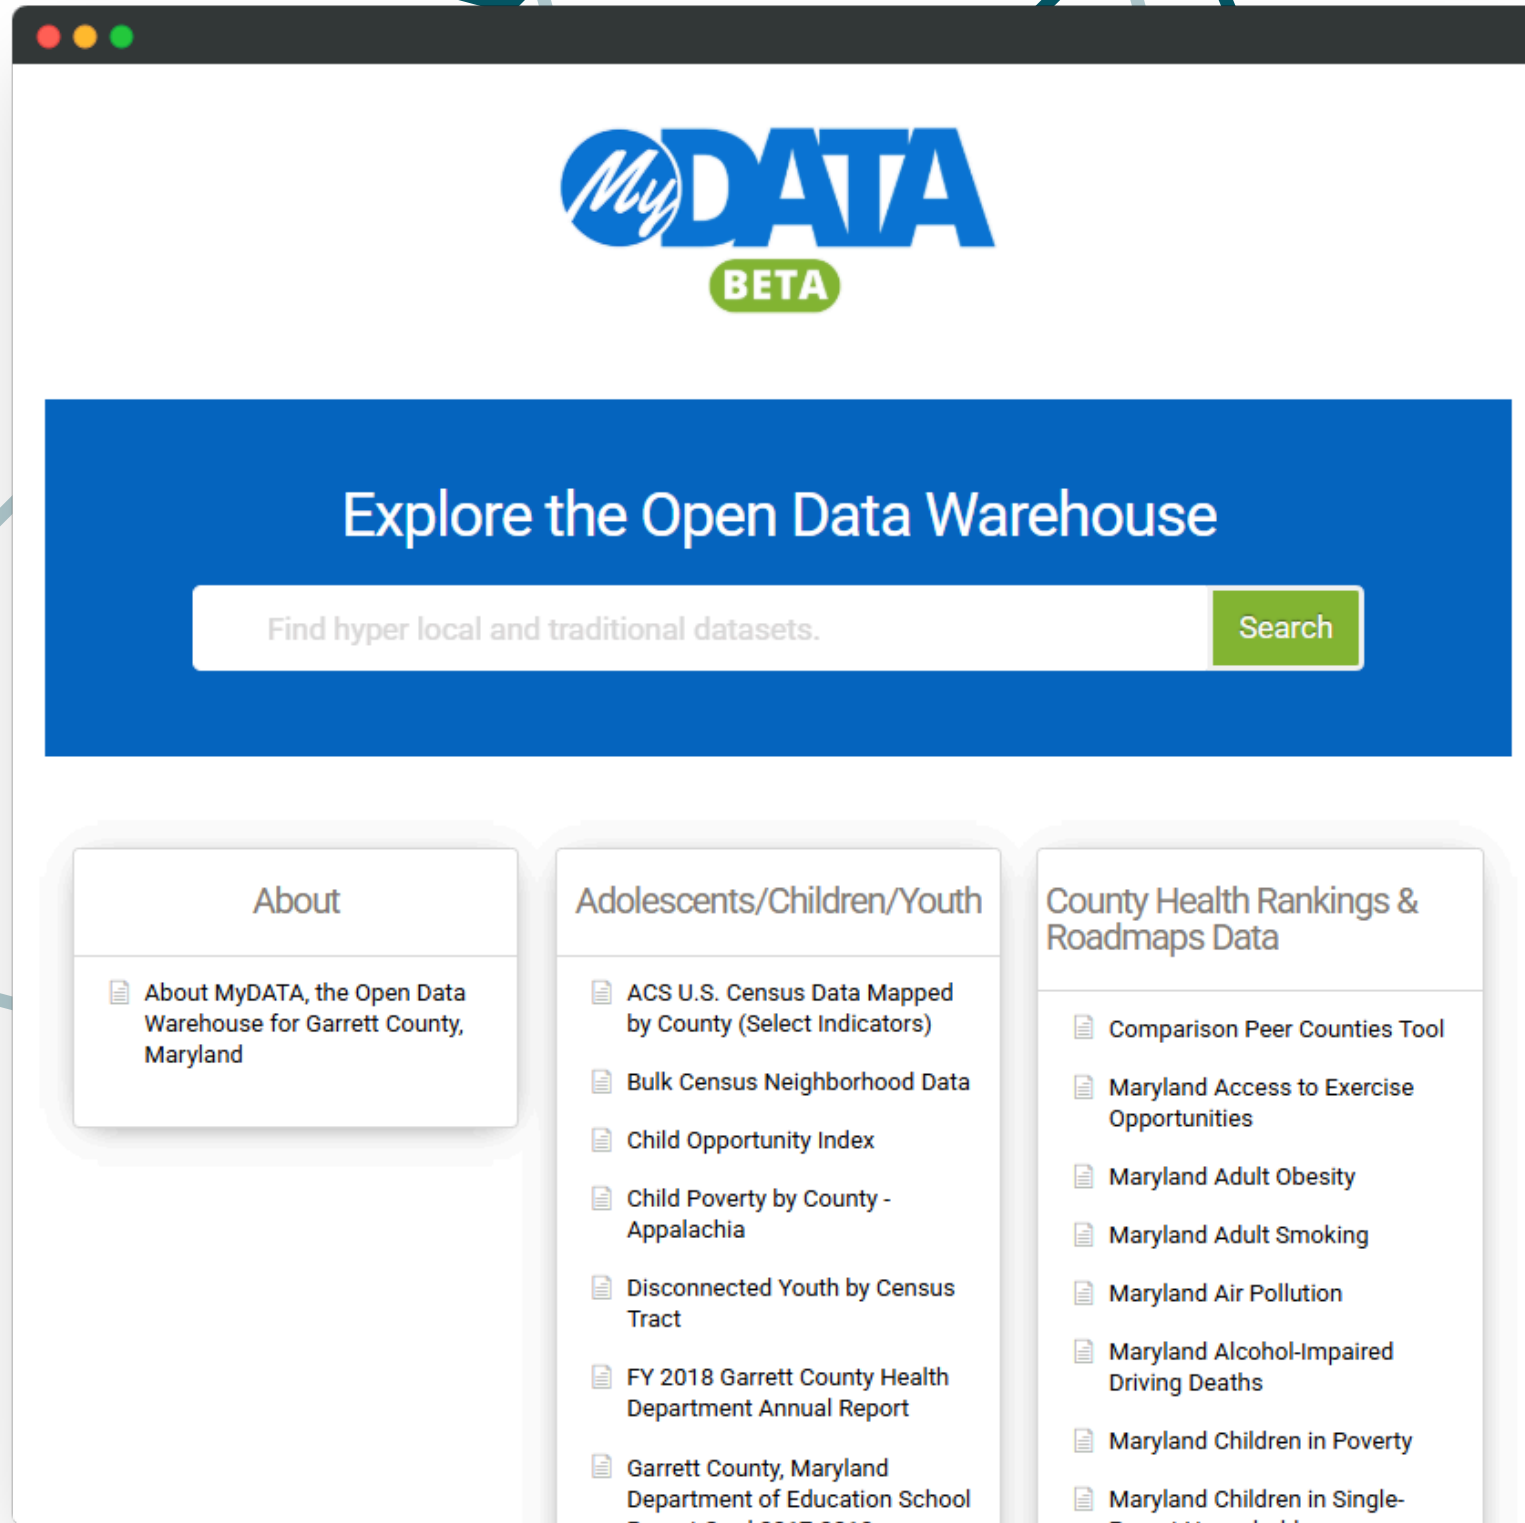 My DATA
BETA
Explore the Open Data Warehouse
Find hyper local and traditional datasets.
Search
About
About MyDATA, the Open Data
Warehouse for Garrett County,
Maryland
Adolescents/Children/Youth
ACS U.S. Census Data Mapped
by County (Select Indicators)
Bulk Census Neighborhood Data
Child Opportunity Index
Child Poverty by County -
Appalachia
Disconnected Youth by Census
Tract
FY 2018 Garrett County Health
Department Annual Report
Garrett County, Maryland
Department of Education School
County Health Rankings &
Roadmaps Data
Comparison Peer Counties Tool
Maryland Access to Exercise
Opportunities
Maryland Adult Obesity
Maryland Adult Smoking
Maryland Air Pollution
Maryland Alcohol-Impaired
Driving Deaths
Maryland Children in Poverty
Maryland Children in Single-